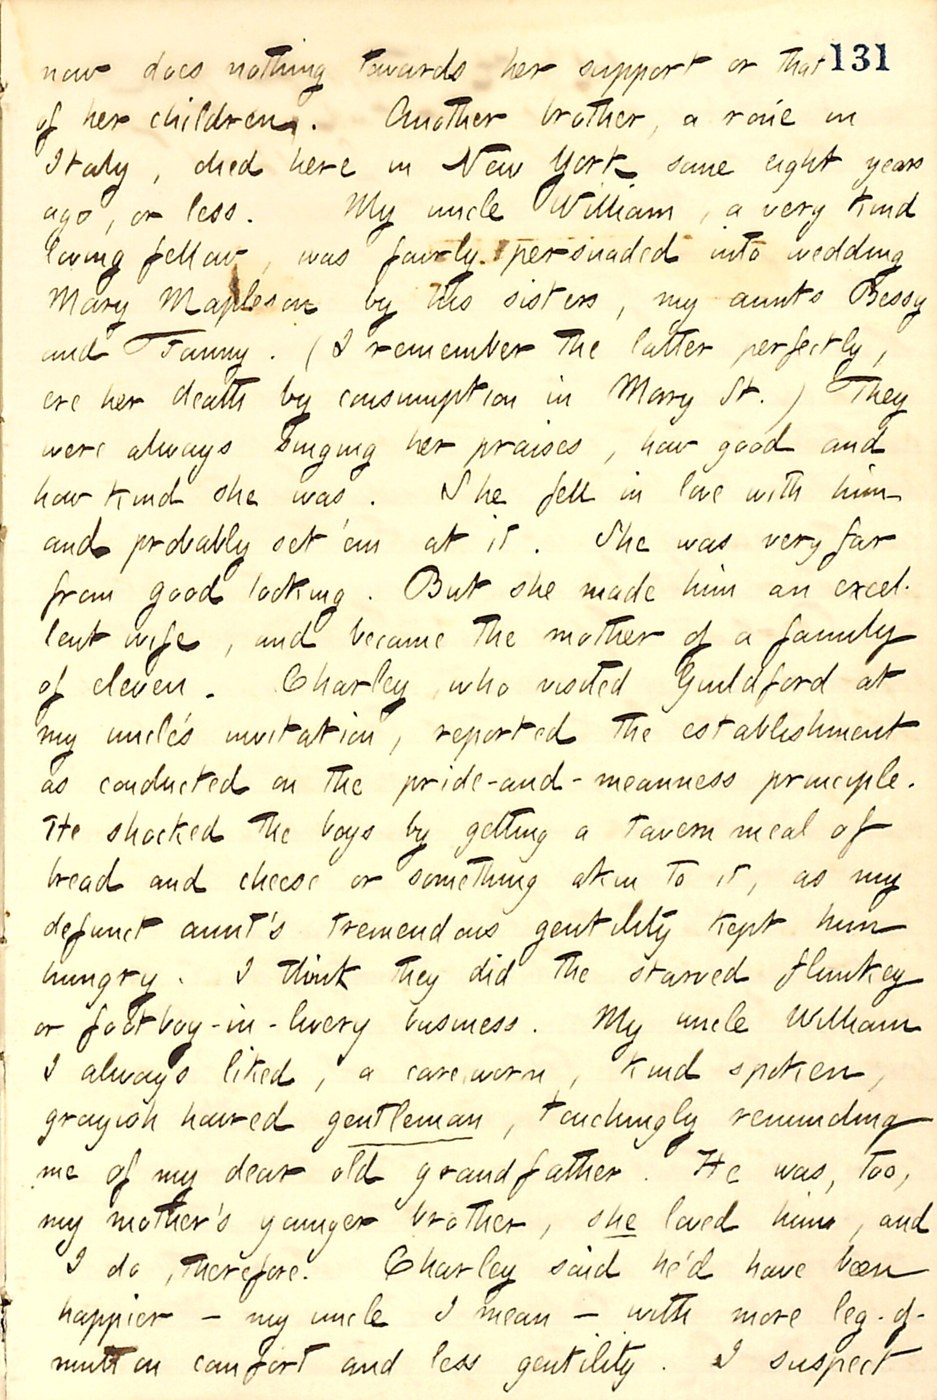 131
now does nothing towards her support or that
of her children. Another brother, a roué in
Italy, died here in New York some eight years
ago, or less. My uncle William, a very kind
loving fellow, was fairly persuaded into wedding
Mary Mapleson by his sisters, my aunts Bessy
and Fanny. (I remember the latter perfectly,
ere her death by consumption in Mary St.) They
were always singing her praises, how good and
how kind she was. She fell in love with him
and probably set 'em at it. She was very far
from good looking. But she made him an excel-
lent wife, and became the mother of a family
of eleven. Charley who visited Guildford at
my uncle's invitation, reported the establishment
as conducted on the pride-and-meanness principle.
He shocked the boys by getting a tavern meal of
bread and cheese or something akin to it, as my
defunct aunt's tremendous gentility kept him
hungry. I think they did the starved flunkey
or footboy-in-livery business. My uncle William
I always liked, a careworn, kind spoken,
grayish haired gentleman, touchingly reminding
me of my dear old grandfather. He was, too,
my mother's younger brother, she loved him, and
I do, therefore. Charley said he'd have been
happier - my uncle I mean - with more leg-of-
mutton comfort and less gentility. I suspect